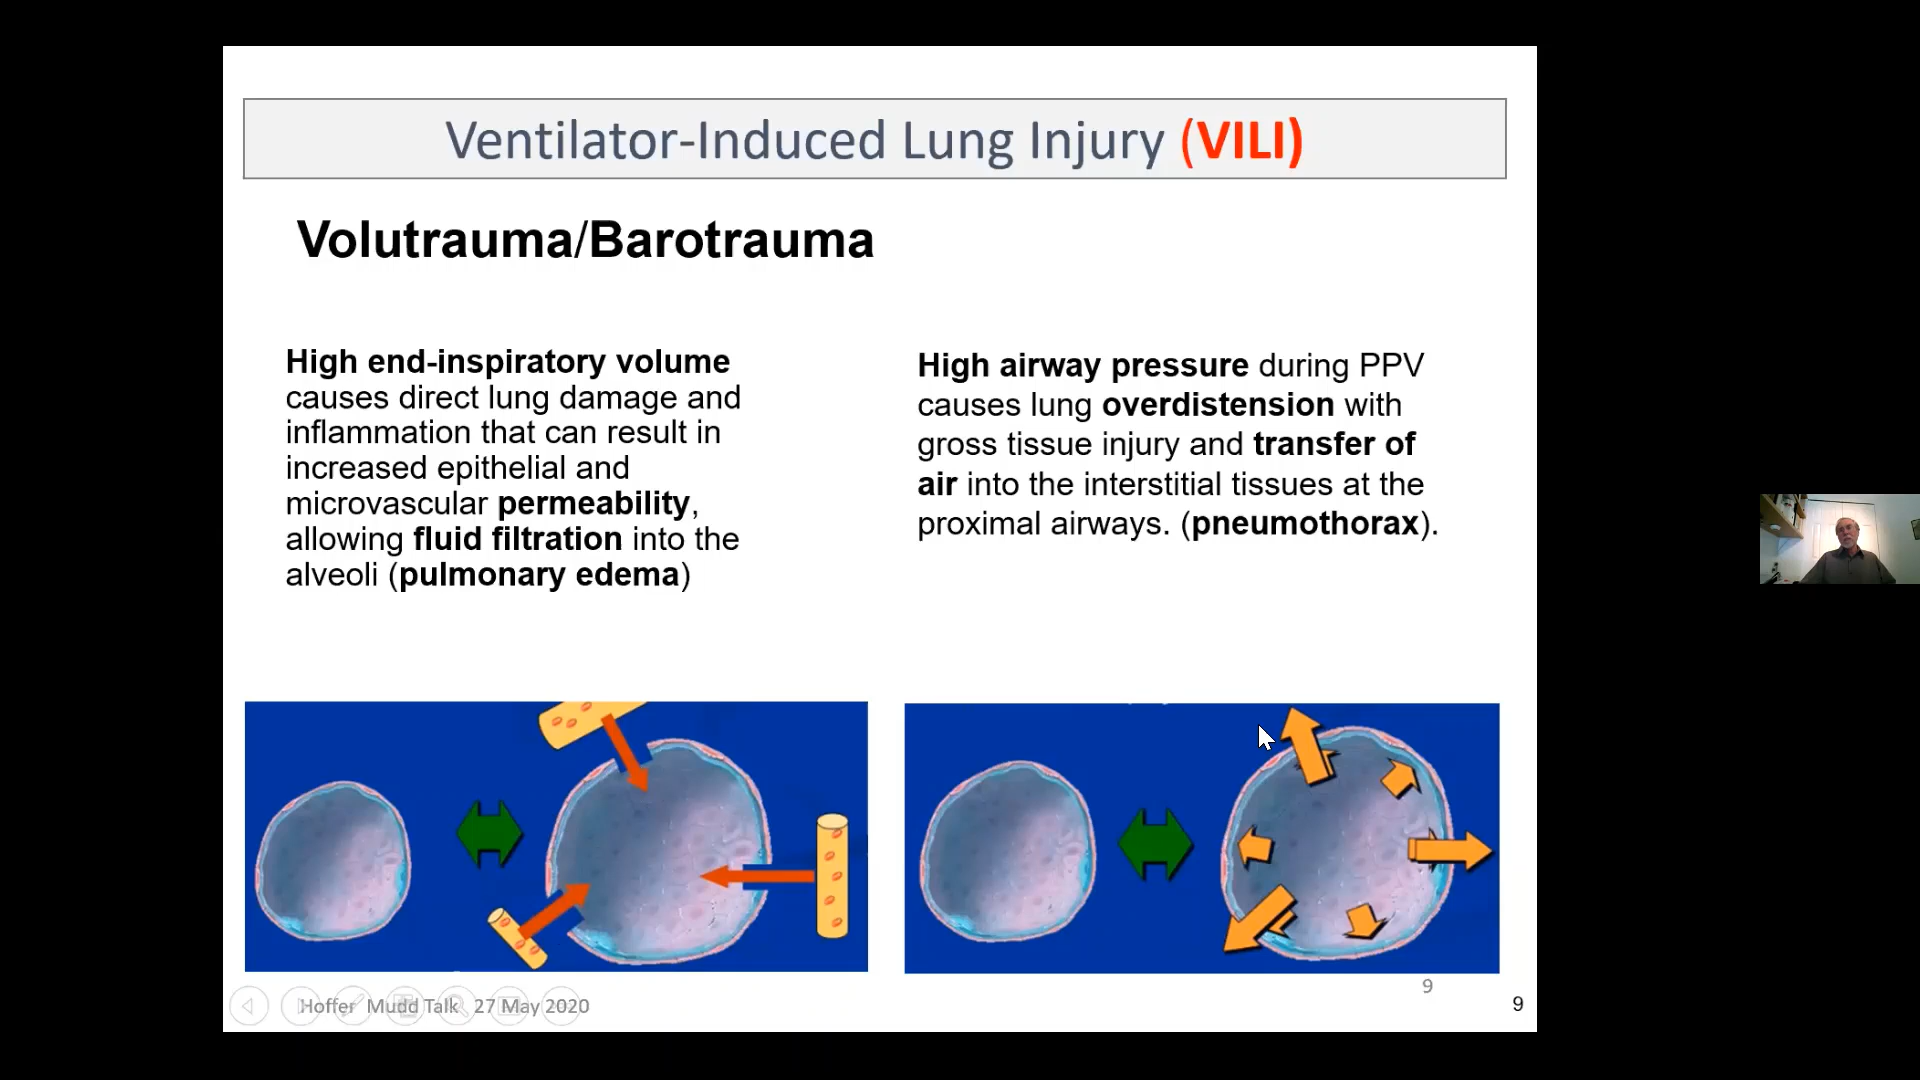 Ventilator-Induced Lung Injury (VILI)
Volutrauma/Barotrauma
High end-inspiratory volume
causes direct lung damage and
inflammation that can result in
increased epithelial and
microvascular permeability,
allowing fluid filtration into the
alveoli (pulmonary edema)
High airway pressure during PPV
causes lung overdistension with
gross tissue injury and transfer of
air into the interstitial tissues at the
proximal airways. (pneumothorax).
Hoffer Mudd Talk 27 May 2020
9
9